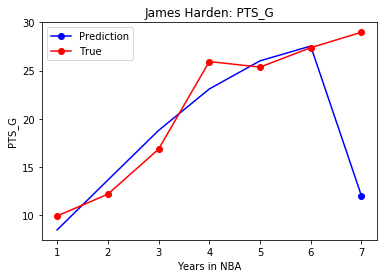 James Harden: PTS_G
Prediction
True
PTS_G
30
25
20
15
10
1 2 3 4 5 6 7
Years in NBA